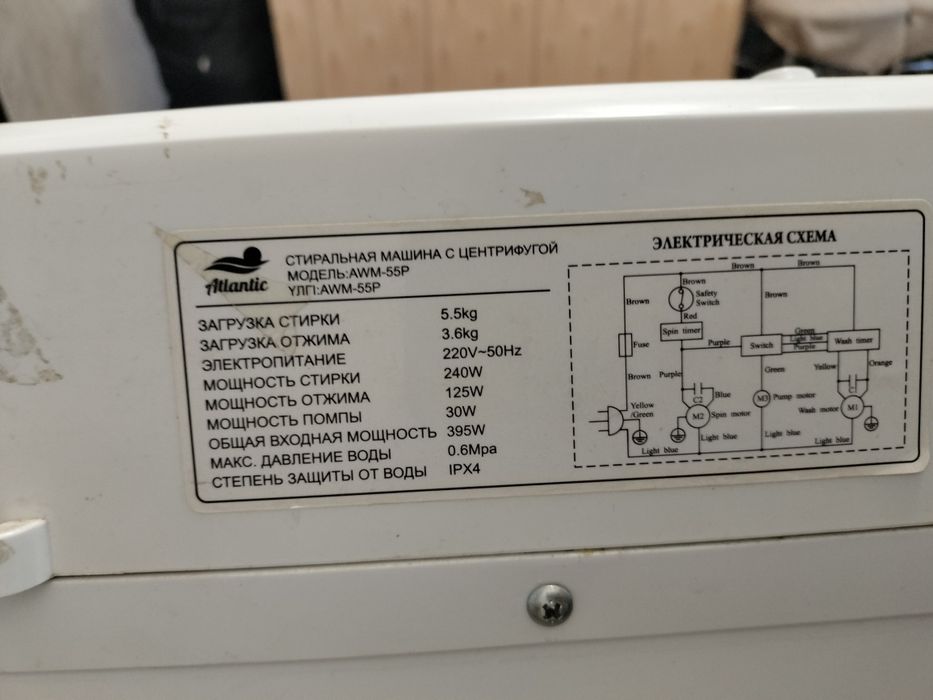 Atlantic
СТИРАЛЬНАЯ МАШИНА С ЦЕНТРИФУГОЙ
МОДЕЛЬ:AWM-55P
ҮЛГІ:AWM-55P
ЗАГРУЗКА СТИРКИ 5.5kg
ЗАГРУЗКА ОТЖИМА 3.6kg
ЭЛЕКТРОПИТАНИЕ 220V~50Hz
МОЩНОСТЬ СТИРКИ 240W
МОЩНОСТЬ ОТЖИМА 125W
МОЩНОСТЬ ПОМПЫ 30W
ОБЩАЯ ВХОДНАЯ МОЩНОСТЬ 395W
МАКС. ДАВЛЕНИЕ ВОДЫ 0.6Mpa
СТЕПЕНЬ ЗАЩИТЫ ОТ ВОДЫ IPX4
ЭЛЕКТРИЧЕСКАЯ СХЕМА
Brown Brown
Brown
Brown Safety Switch Brown
Red
Fuse
Spin timer
Purple
Switch
Green
Light blue
Purple
Wash timer
Brown
Purple
Green
Yellow
Orange
C2
Blue
C
Yellow /Green
M2
Spin motor
M3
Pump motor
Wash motor
M1
Light blue
Light blue
Light blue
Light blue